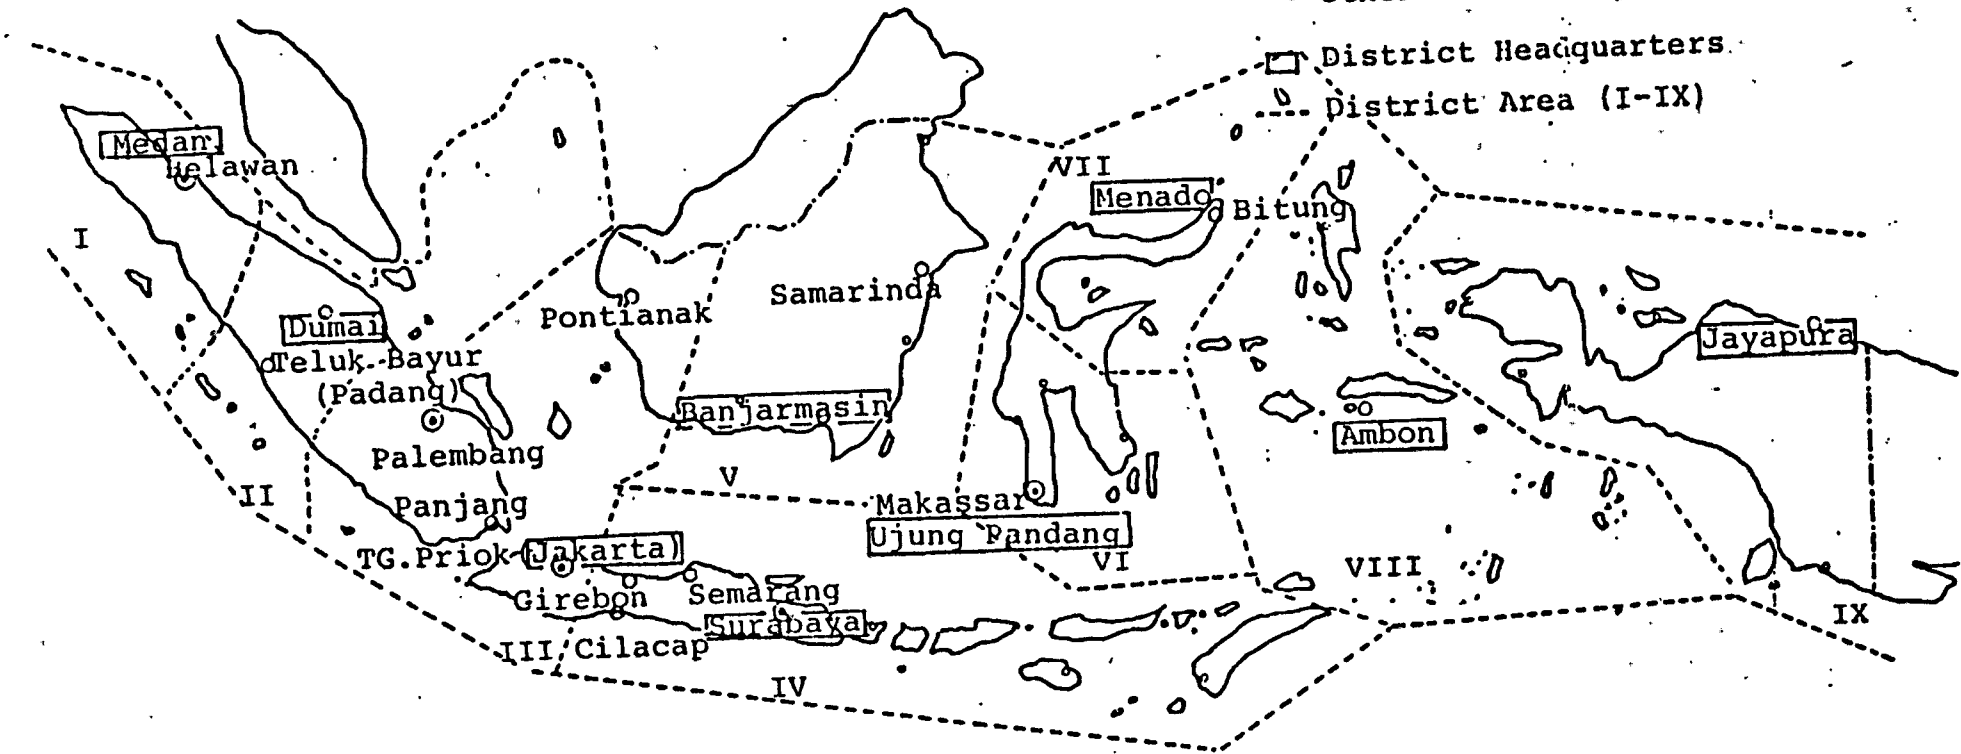 District Headquarters
District Area (I-IX)
Medan
Belawan
VII
Menado
Bitung
I
Samarinda
Pontianak
Dumai
Jayapura
Teluk Bayur
(Padang)
Banjarmasin
Ambon
Palembang
V
II
Panjang
Makassar
Ujung Pandang
TG.Priok (Jakarta)
VI
VIII
Girebon
Semarang
Surabaya
IX
III
Cilacap
IV